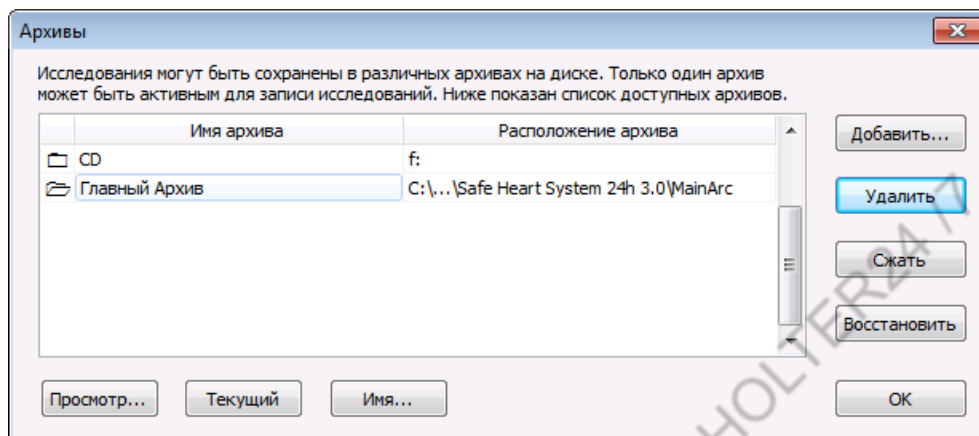 Архивы
Исследования могут быть сохранены в различных архивах на диске. Только один архив
может быть активным для записи исследований. Ниже показан список доступных архивов.
Имя архива Расположение архива
CD f:
Главный Архив C:\...\Safe Heart System 24h 3.0\MainArc
Добавить...
Удалить
Сжать
Восстановить
Просмотр... Текущий Имя... OK
HOLTER24 /7